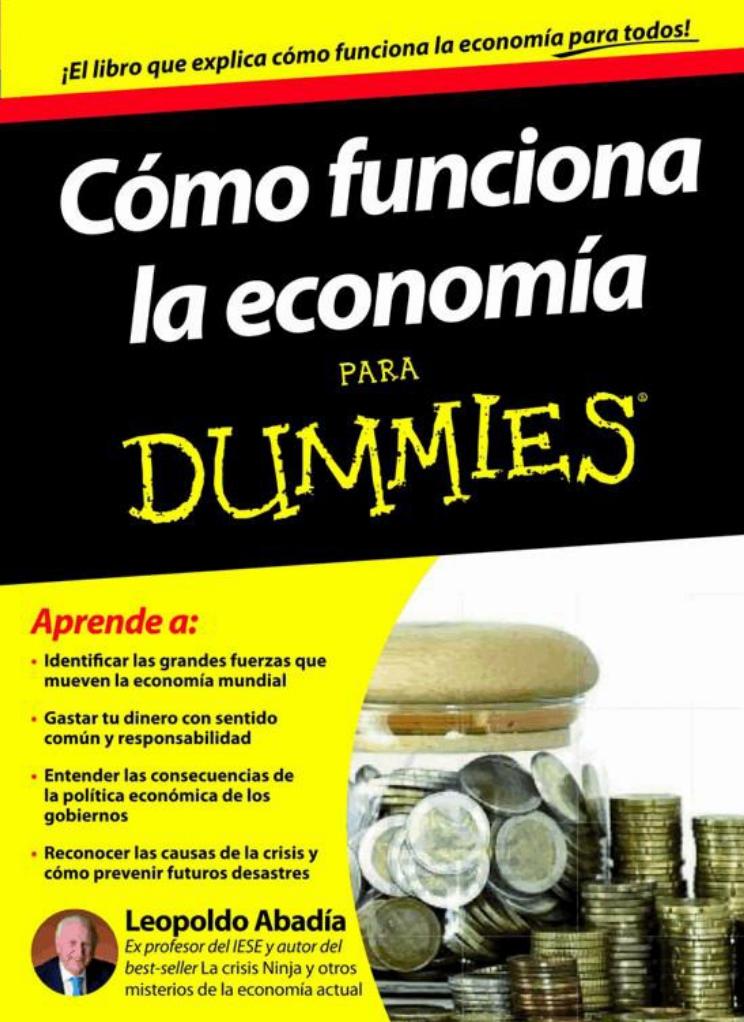 ¡El libro que explica cómo funciona la economía para todos!
Cómo funciona
la economía
PARA
DUMMIES®
Aprende a:
• Identificar las grandes fuerzas que
mueven la economía mundial
• Gastar tu dinero con sentido
común y responsabilidad
• Entender las consecuencias de
la política económica de los
gobiernos
• Reconocer las causas de la crisis y
cómo prevenir futuros desastres
Leopoldo Abadía
Ex profesor del IESE y autor del
best-seller La crisis Ninja y otros
misterios de la economía actual